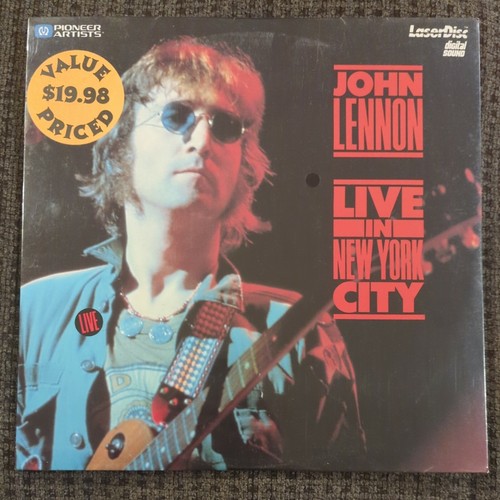 PIONEER
ARTISTS
LaserDisc
digital
SOUND
VALUE
$19.98
PRICED
JOHN
LENNON
LIVE
IN
NEW YORK
CITY
LIVE